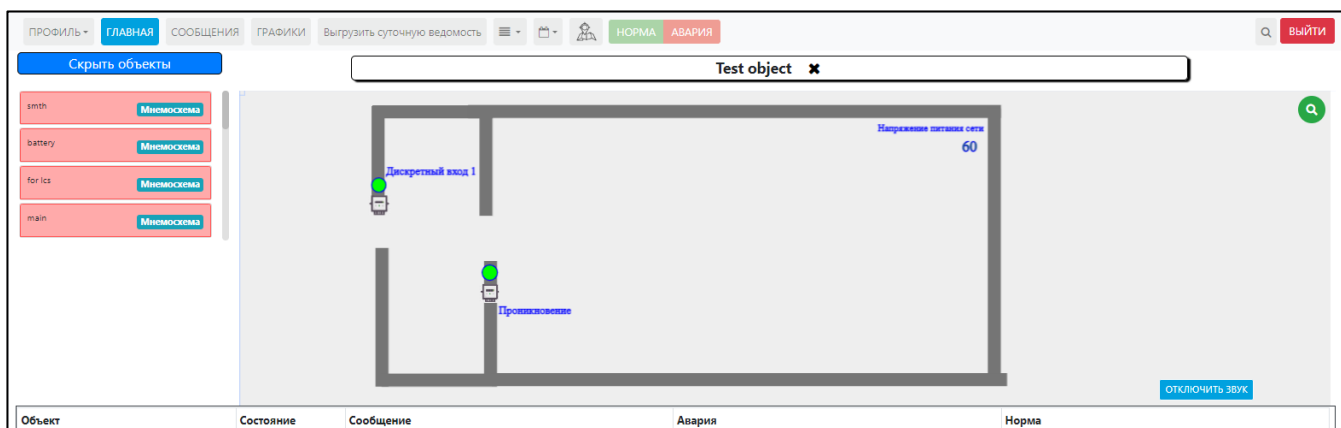 ПРОФИЛЬ ГЛАВНАЯ СООБЩЕНИЯ ГРАФИКИ Выгрузить суточную ведомость НОРМА АВАРИЯ ВЫЙТИ
Скрыть объекты
Test object ✖
smth Мнемосхема
battery Мнемосхема
for lcs Мнемосхема
main Мнемосхема
Напряжение питания сети
60
Дискретный вход 1
Проникновение
ОТКЛЮЧИТЬ ЗВУК
Объект Состояние Сообщение Авария Норма